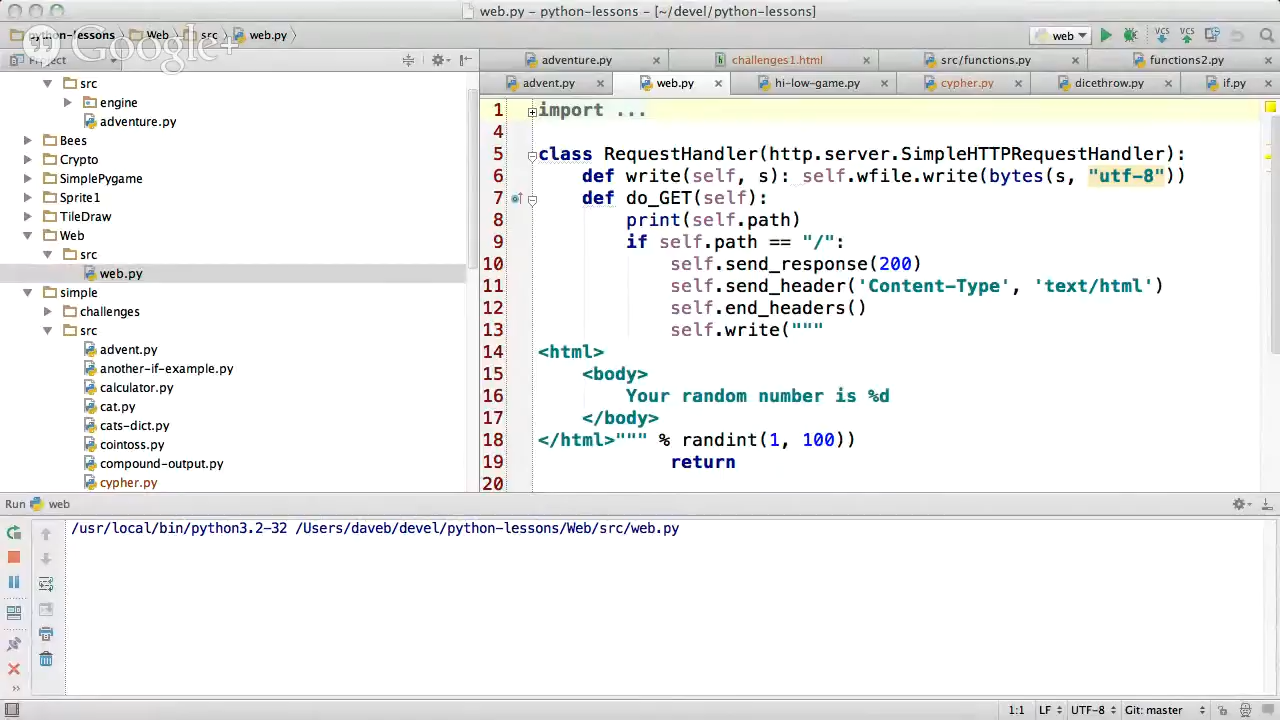 web.py – python-lessons – [~/devel/python-lessons]
python-lessons Web src web.py
web
VCS VCS
Google+
Project
adventure.py challenges1.html src/functions.py functions2.py
advent.py web.py hi-low-game.py cypher.py dicethrow.py if.py
src
engine
adventure.py
Bees
Crypto
SimplePygame
Sprite1
TileDraw
Web
src
web.py
simple
challenges
src
advent.py
another-if-example.py
calculator.py
cat.py
cats-dict.py
cointoss.py
compound-output.py
cypher.py
1 import ...
4
5 class RequestHandler(http.server.SimpleHTTPRequestHandler):
6 def write(self, s): self.wfile.write(bytes(s, "utf-8"))
7 def do_GET(self):
8 print(self.path)
9 if self.path == "/":
10 self.send_response(200)
11 self.send_header('Content-Type', 'text/html')
12 self.end_headers()
13 self.write("""
14 <html>
15 <body>
16 Your random number is %d
17 </body>
18 </html>""" % randint(1, 100))
19 return
20
Run web
/usr/local/bin/python3.2-32 /Users/daveb/devel/python-lessons/Web/src/web.py
1:1 LF UTF-8 Git: master